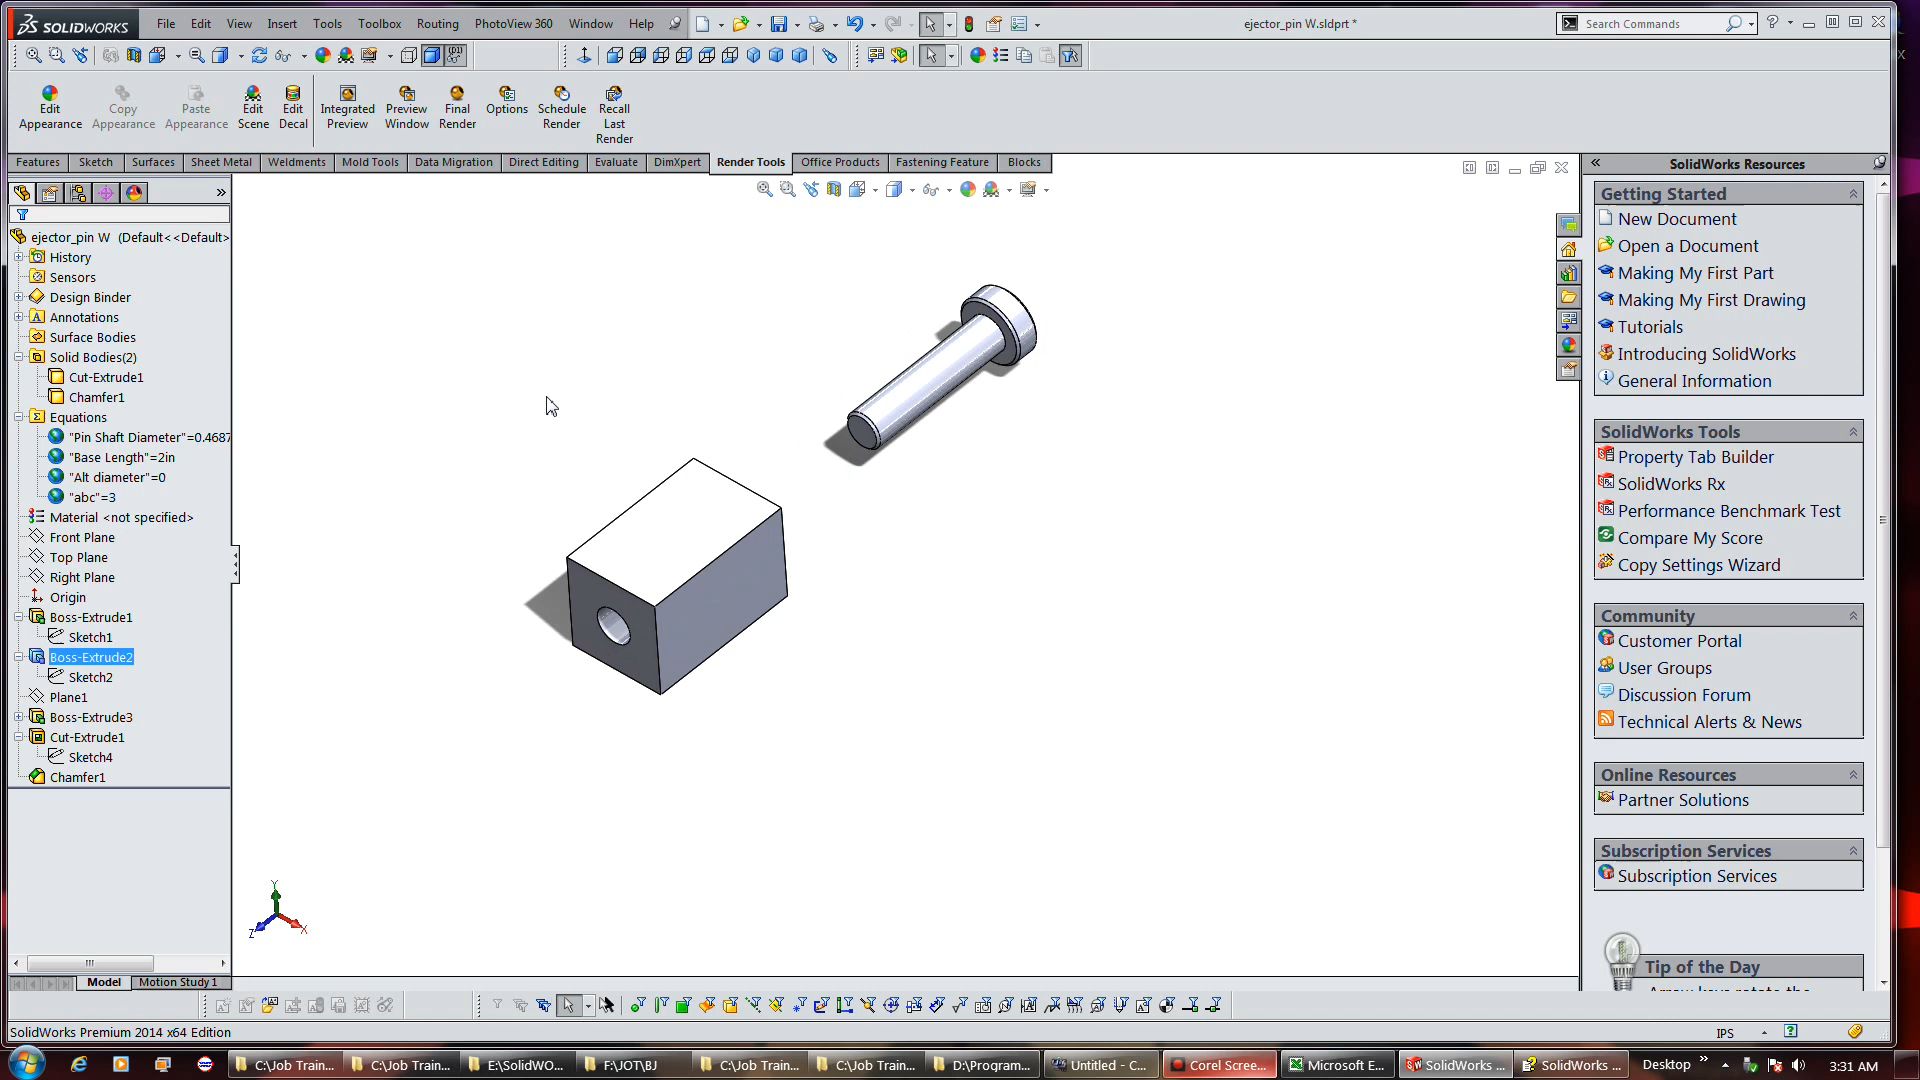 SOLIDWORKS File Edit View Insert Tools Toolbox Routing PhotoView 360 Window Help ejector_pin W.sldprt * Search Commands
Edit Appearance
Copy Appearance
Paste Appearance
Edit Scene
Edit Decal
Integrated Preview
Preview Window
Final Render
Options
Schedule Render
Recall Last Render
Features Sketch Surfaces Sheet Metal Weldments Mold Tools Data Migration Direct Editing Evaluate DimXpert Render Tools Office Products Fastening Feature Blocks
ejector_pin W (Default<<Default>
History
Sensors
Design Binder
Annotations
Surface Bodies
Solid Bodies(2)
Cut-Extrude1
Chamfer1
Equations
"Pin Shaft Diameter"=0.4687
"Base Length"=2in
"Alt diameter"=0
"abc"=3
Material <not specified>
Front Plane
Top Plane
Right Plane
Origin
Boss-Extrude1
Sketch1
Boss-Extrude2
Sketch2
Plane1
Boss-Extrude3
Cut-Extrude1
Sketch4
Chamfer1
Y
Z
X
SolidWorks Resources
Getting Started
New Document
Open a Document
Making My First Part
Making My First Drawing
Tutorials
Introducing SolidWorks
General Information
SolidWorks Tools
Property Tab Builder
SolidWorks Rx
Performance Benchmark Test
Compare My Score
Copy Settings Wizard
Community
Customer Portal
User Groups
Discussion Forum
Technical Alerts & News
Online Resources
Partner Solutions
Subscription Services
Subscription Services
Tip of the Day
Model Motion Study 1
SolidWorks Premium 2014 x64 Edition IPS
C:\Job Train... C:\Job Train... E:\SolidWO... F:\JOT\BJ C:\Job Train... C:\Job Train... D:\Program... Untitled - C... Corel Scree... Microsoft E... SolidWorks ... SolidWorks ... Desktop 3:31 AM